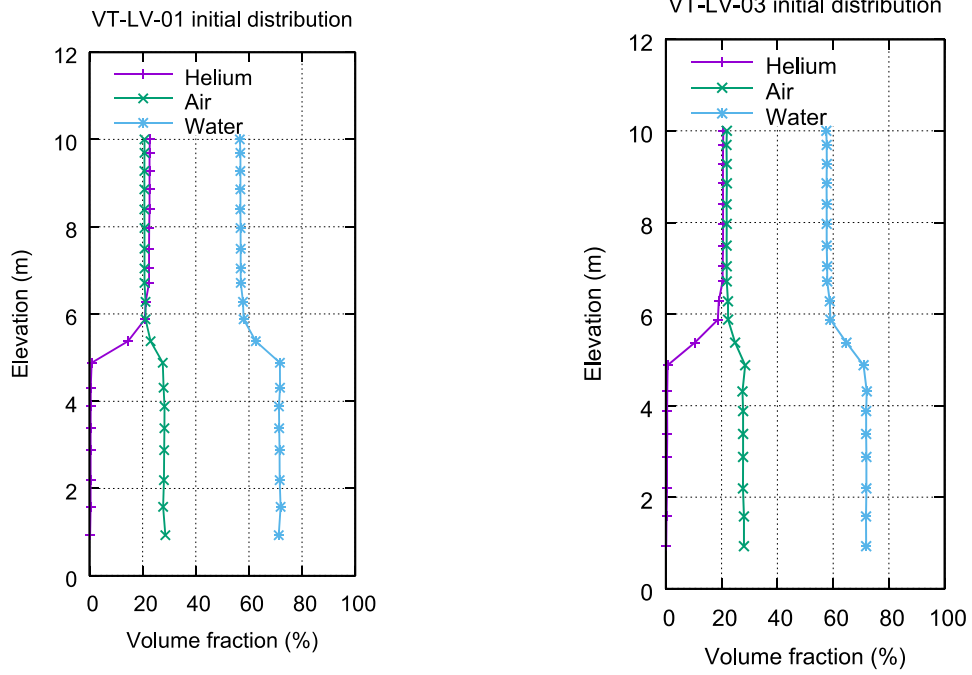 VT-LV-01 initial distribution
12
10
8
6
4
2
0
Elevation (m)
Helium
Air
Water
0 20 40 60 80 100
Volume fraction (%)
VT-LV-03 initial distribution
12
10
8
6
4
2
0
Elevation (m)
Helium
Air
Water
0 20 40 60 80 100
Volume fraction (%)